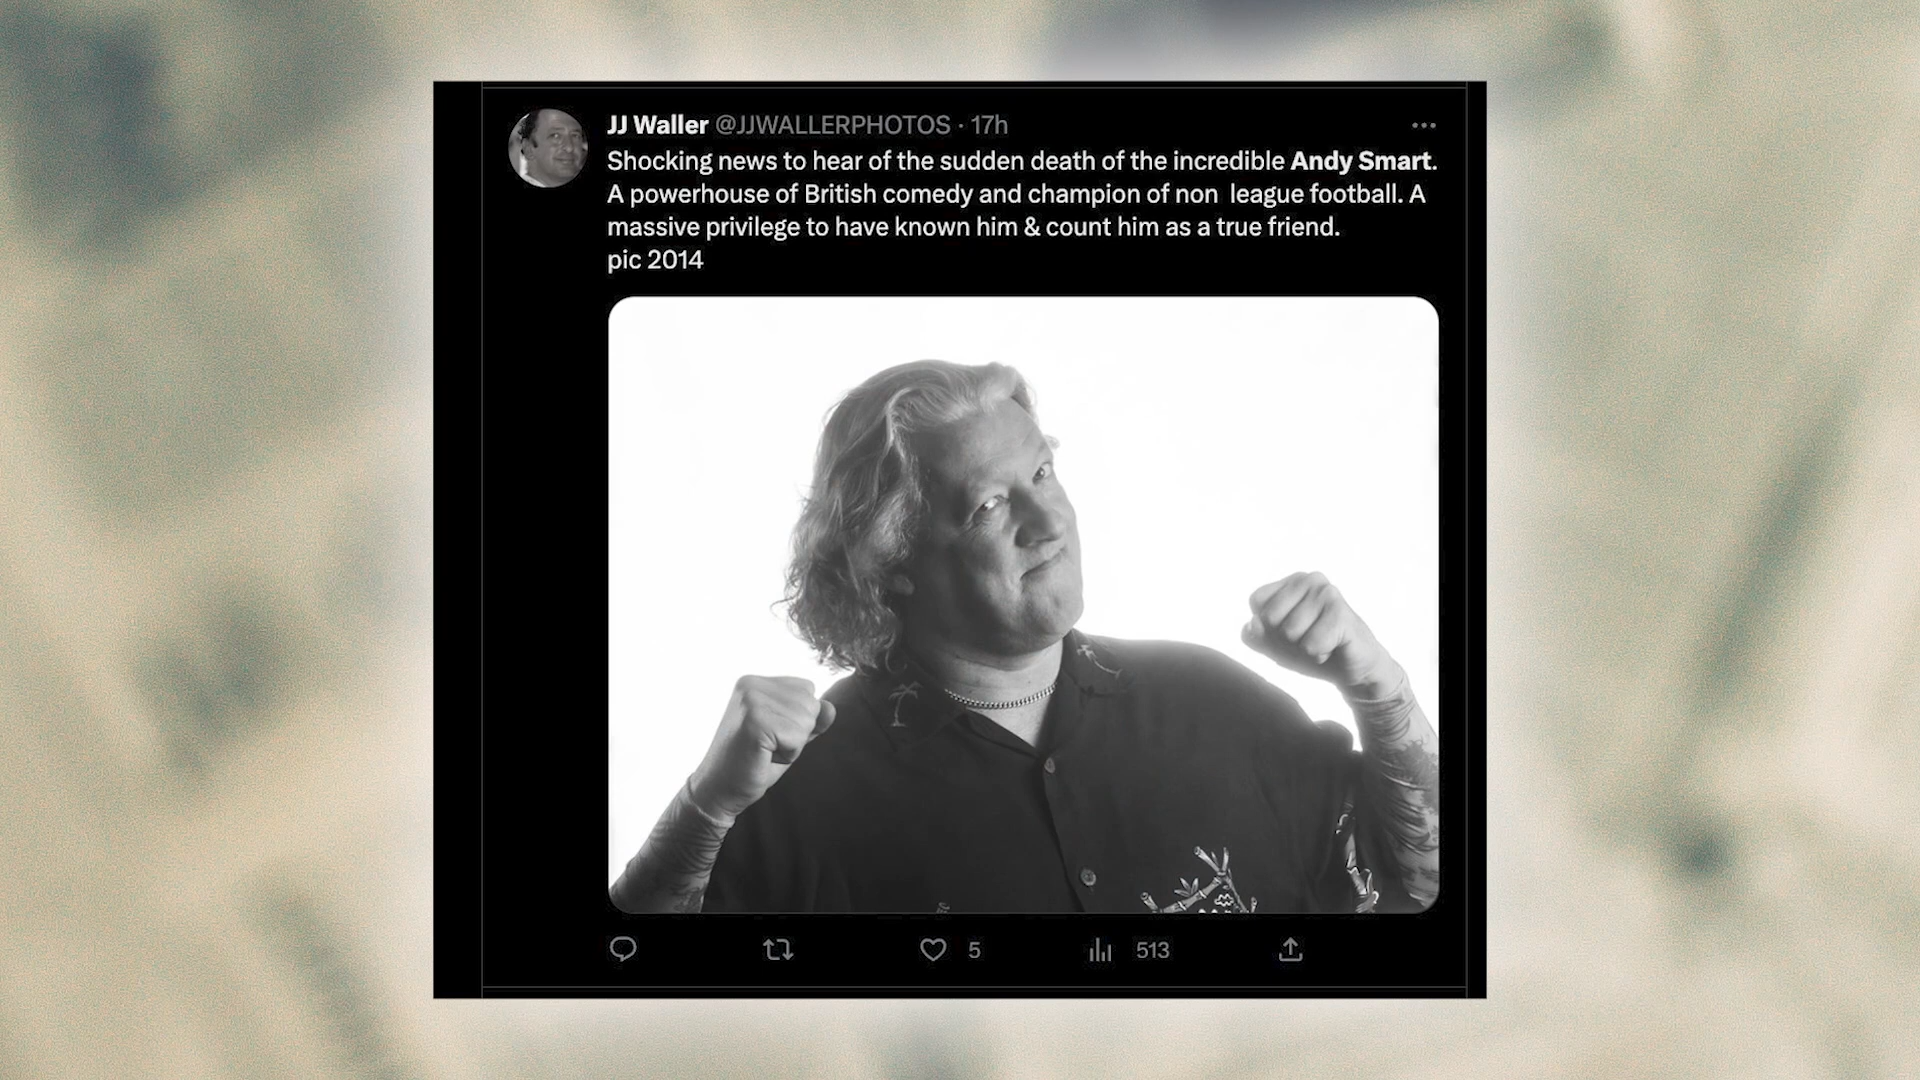 JJ Waller @JJWALLERPHOTOS · 17h
Shocking news to hear of the sudden death of the incredible Andy Smart.
A powerhouse of British comedy and champion of non  league football. A
massive privilege to have known him & count him as a true friend.
pic 2014
5 513